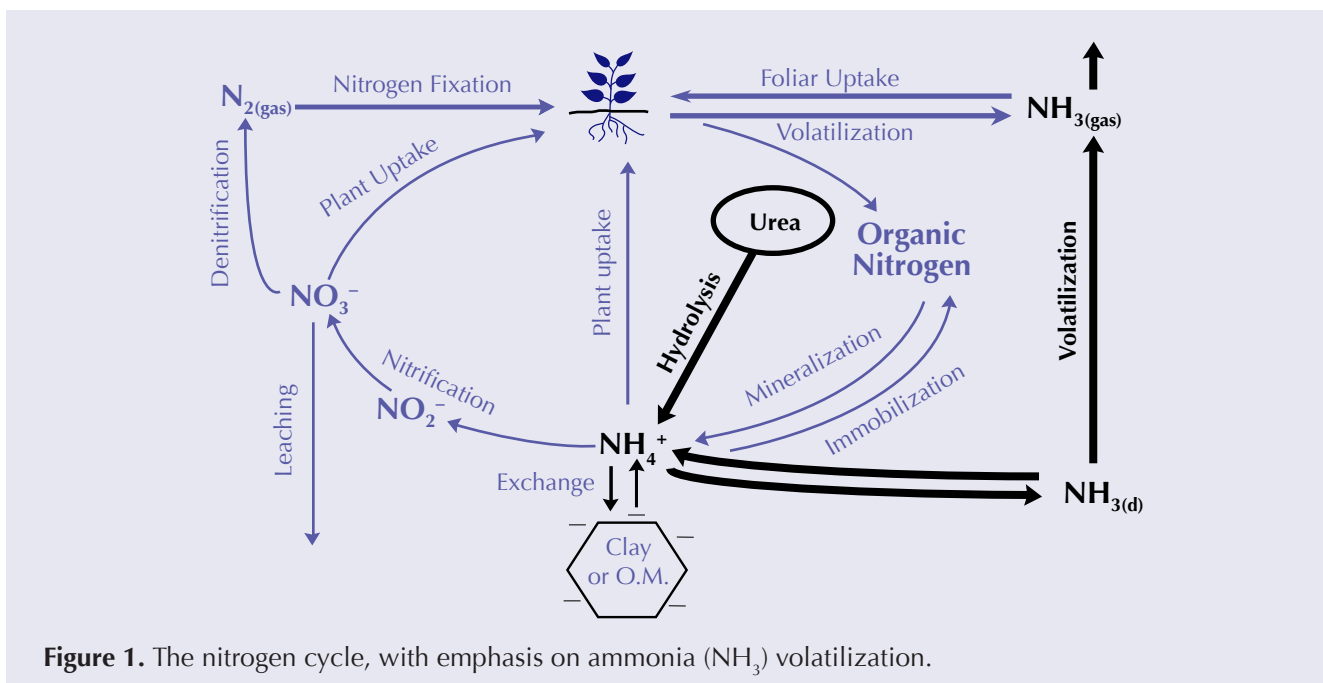 Nitrogen Fixation
N₂(gas)
Foliar Uptake
NH₃(gas)
Volatilization
Denitrification
Plant Uptake
Plant uptake
Urea
Organic
Nitrogen
Hydrolysis
Volatilization
NO₃⁻
Mineralization
Immobilization
Nitrification
NO₂⁻
Leaching
NH₄⁺
Exchange
NH₃(d)
Clay
or O.M.
Figure 1. The nitrogen cycle, with emphasis on ammonia (NH₃) volatilization.